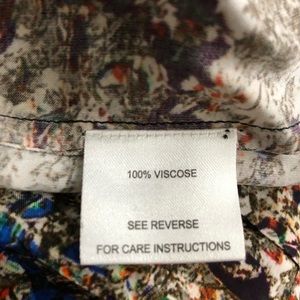 100% VISCOSE
SEE REVERSE
FOR CARE INSTRUCTIONS